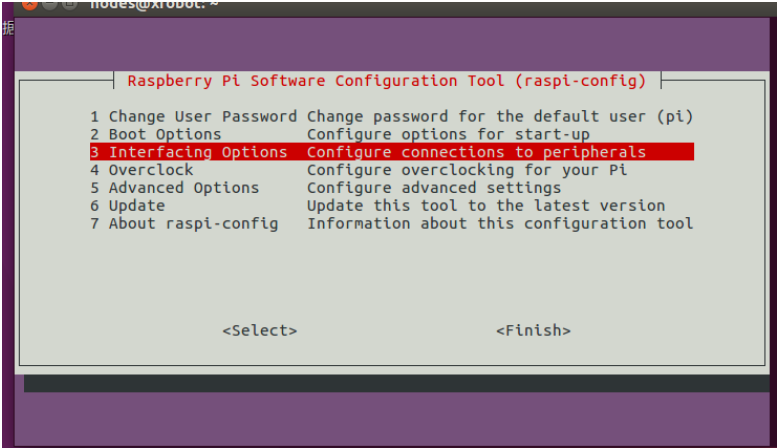 nodes@xrobot: ~
据
Raspberry Pi Software Configuration Tool (raspi-config)
1 Change User Password Change password for the default user (pi)
2 Boot Options Configure options for start-up
3 Interfacing Options Configure connections to peripherals
4 Overclock Configure overclocking for your Pi
5 Advanced Options Configure advanced settings
6 Update Update this tool to the latest version
7 About raspi-config Information about this configuration tool
<Select> <Finish>